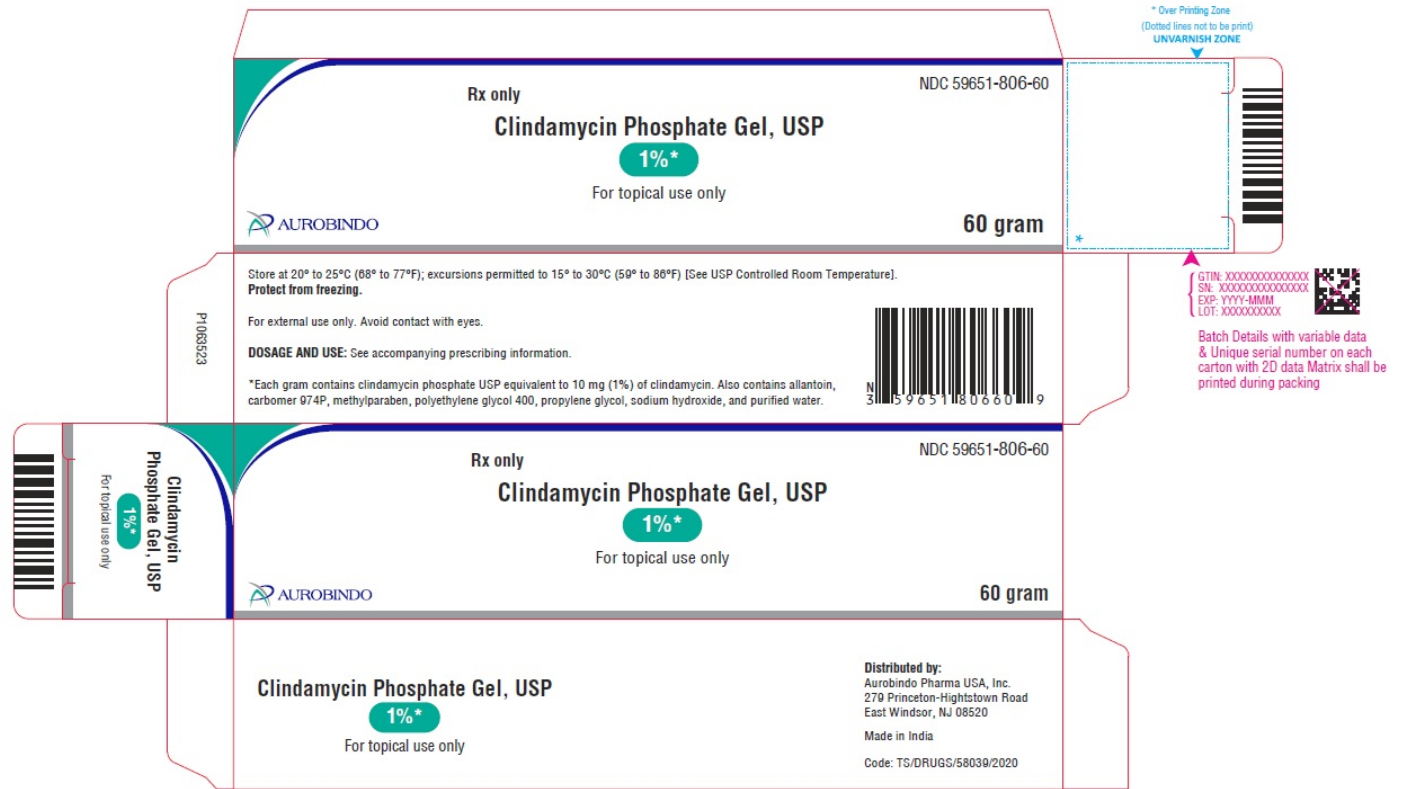 * Over Printing Zone
(Dotted lines not to be print)
UNVARNISH ZONE
NDC 59651-806-60
Rx only
Clindamycin Phosphate Gel, USP
1%*
For topical use only
AUROBINDO
60 gram
*
Store at 20° to 25°C (68° to 77°F); excursions permitted to 15° to 30°C (59° to 86°F) [See USP Controlled Room Temperature].
Protect from freezing.
For external use only. Avoid contact with eyes.
DOSAGE AND USE: See accompanying prescribing information.
*Each gram contains clindamycin phosphate USP equivalent to 10 mg (1%) of clindamycin. Also contains allantoin,
carbomer 974P, methylparaben, polyethylene glycol 400, propylene glycol, sodium hydroxide, and purified water.
P1063523
N
3 59651 80660 9
GTIN: XXXXXXXXXXXXXX
SN: XXXXXXXXXXXXXX
EXP: YYYY-MMM
LOT: XXXXXXXXXX
Batch Details with variable data
& Unique serial number on each
carton with 2D data Matrix shall be
printed during packing
Clindamycin
Phosphate Gel, USP
1%*
For topical use only
NDC 59651-806-60
Rx only
Clindamycin Phosphate Gel, USP
1%*
For topical use only
AUROBINDO
60 gram
Clindamycin Phosphate Gel, USP
1%*
For topical use only
Distributed by:
Aurobindo Pharma USA, Inc.
279 Princeton-Hightstown Road
East Windsor, NJ 08520
Made in India
Code: TS/DRUGS/58039/2020